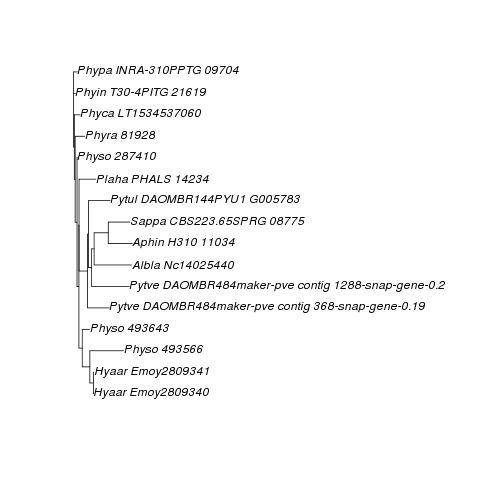 Phypa INRA-310PPTG 09704
Phyin T30-4PITG 21619
Phyca LT1534537060
Phyra 81928
Physo 287410
Plaha PHALS 14234
Pytul DAOMBR144PYU1 G005783
Sappa CBS223.65SPRG 08775
Aphin H310 11034
Albla Nc14025440
Pytve DAOMBR484maker-pve contig 1288-snap-gene-0.2
Pytve DAOMBR484maker-pve contig 368-snap-gene-0.19
Physo 493643
Physo 493566
Hyaar Emoy2809341
Hyaar Emoy2809340